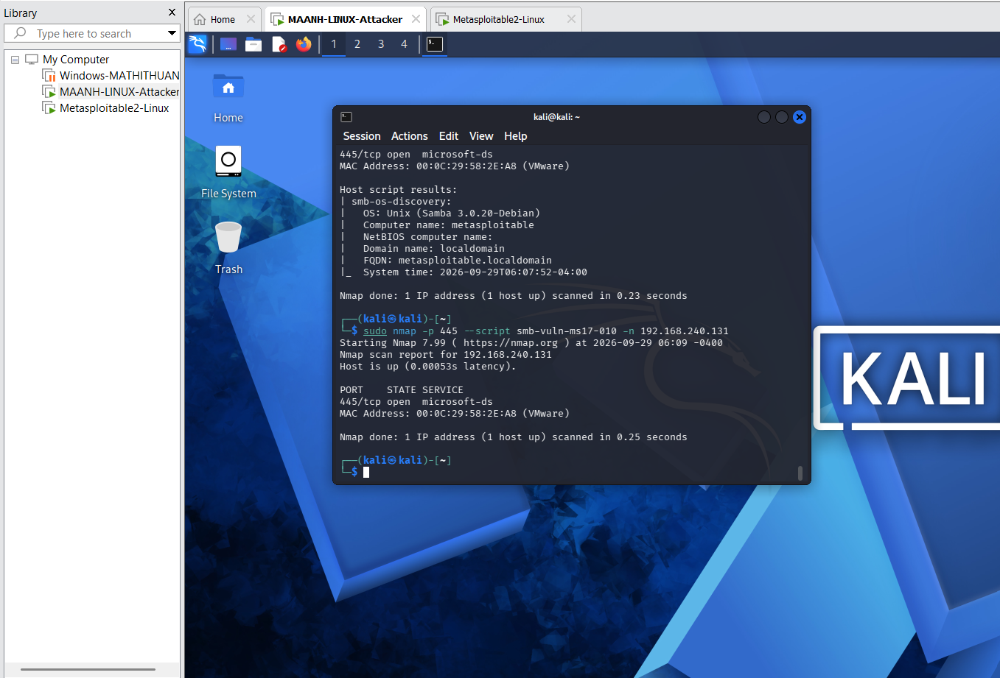 Library
Type here to search
My Computer
Windows-MATHITHUAN
MAANH-LINUX-Attacker
Metasploitable2-Linux
Home
MAANH-LINUX-Attacker
Metasploitable2-Linux
1 2 3 4
Home
File System
Trash
kali@kali: ~
Session Actions Edit View Help
445/tcp open  microsoft-ds
MAC Address: 00:0C:29:58:2E:A8 (VMware)
Host script results:
| smb-os-discovery:
|   OS: Unix (Samba 3.0.20-Debian)
|   Computer name: metasploitable
|   NetBIOS computer name:
|   Domain name: localdomain
|   FQDN: metasploitable.localdomain
|_  System time: 2026-09-29T06:07:52-04:00
Nmap done: 1 IP address (1 host up) scanned in 0.23 seconds
┌──(kali㉿kali)-[~]
└─$ sudo nmap -p 445 --script smb-vuln-ms17-010 -n 192.168.240.131
Starting Nmap 7.99 ( https://nmap.org ) at 2026-09-29 06:09 -0400
Nmap scan report for 192.168.240.131
Host is up (0.00053s latency).
PORT    STATE SERVICE
445/tcp open  microsoft-ds
MAC Address: 00:0C:29:58:2E:A8 (VMware)
Nmap done: 1 IP address (1 host up) scanned in 0.25 seconds
┌──(kali㉿kali)-[~]
└─$
KALI